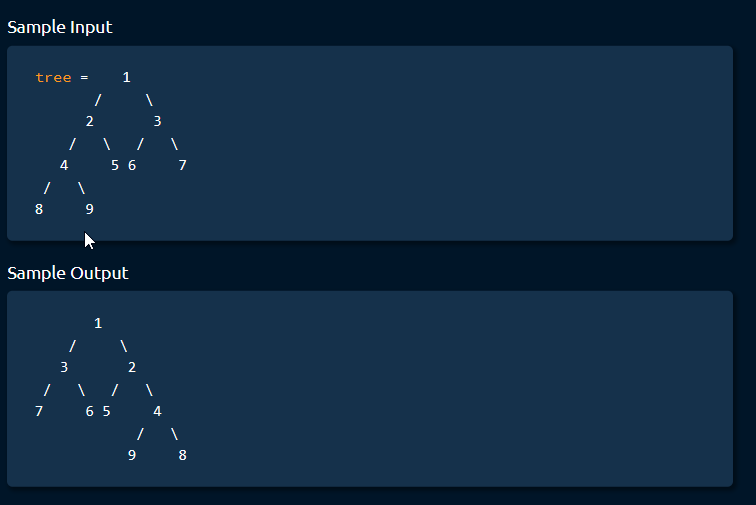 Sample Input
tree =    1
       /     \
      2       3
    /   \   /   \
   4     5 6     7
 /   \
8     9
Sample Output
       1
    /     \
   3       2
 /   \   /   \
7     6 5     4
            /   \
           9     8